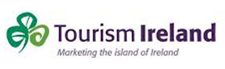 Tourism Ireland
Marketing the island of Ireland